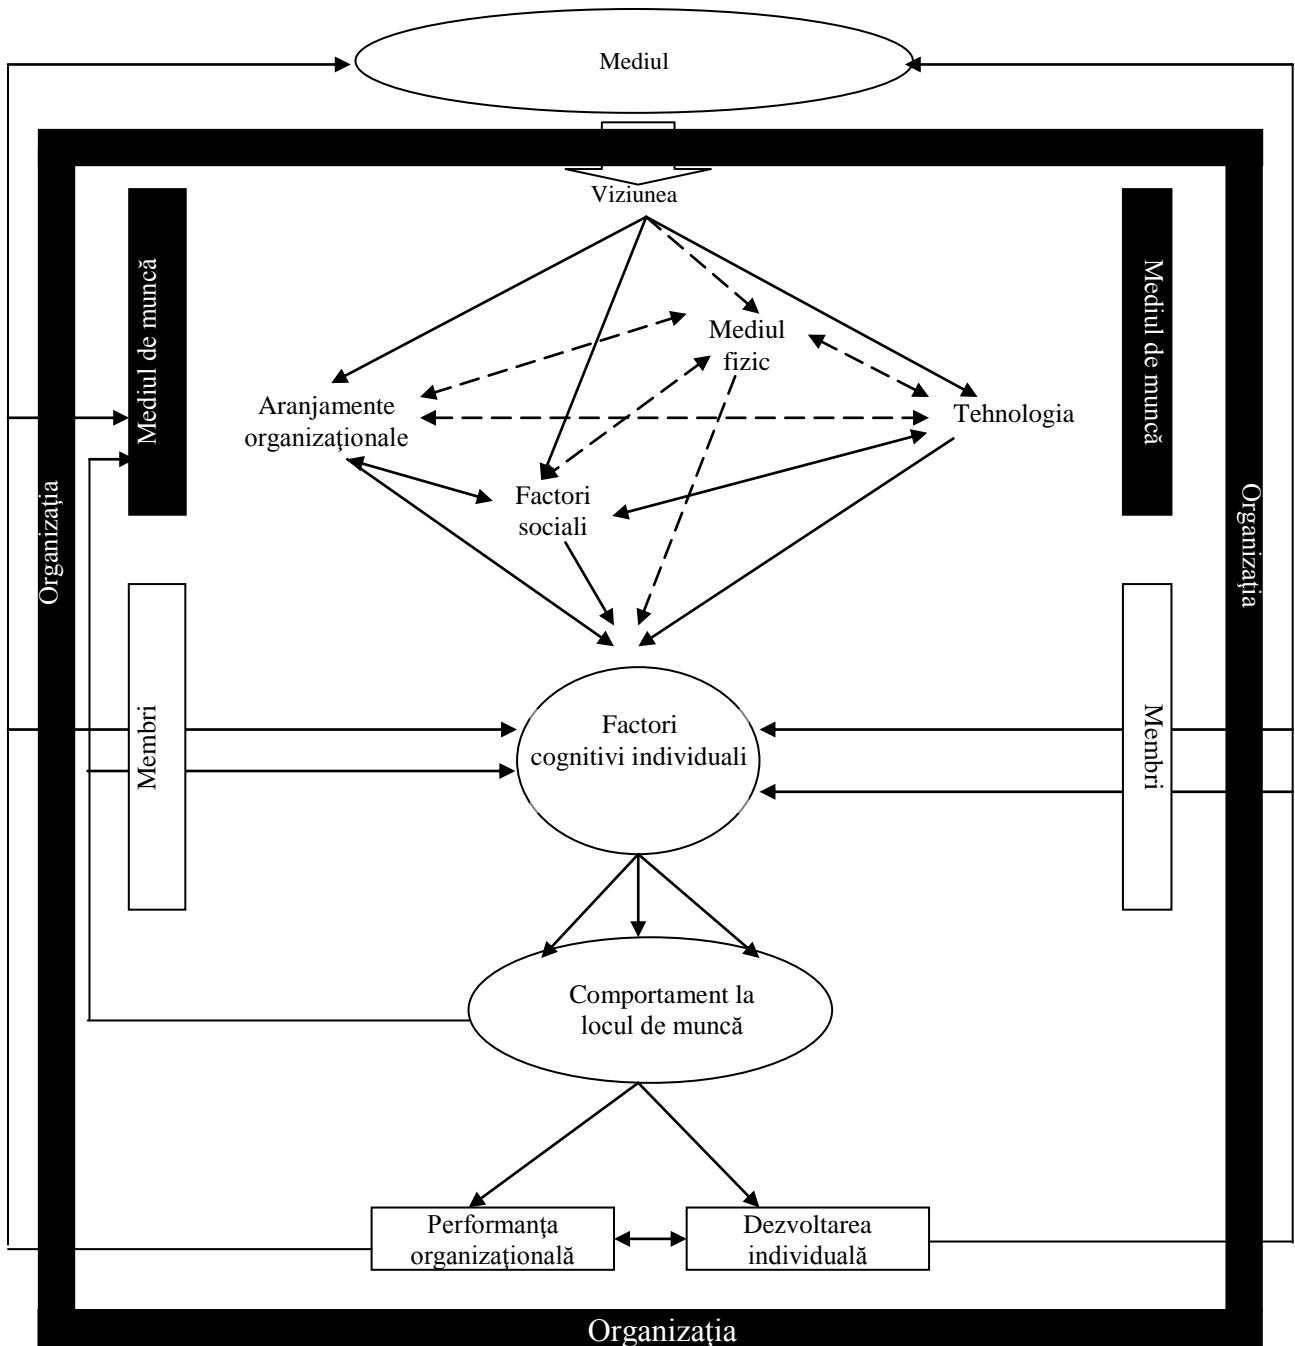 Mediul
Viziunea
Mediul de muncă
Mediul de muncă
Mediul
fizic
Aranjamente
organizaţionale
Tehnologia
Factori
sociali
Organizaţia
Organizaţia
Membri
Membri
Factori
cognitivi individuali
Comportament la
locul de muncă
Performanţa
organizaţională
Dezvoltarea
individuală
Organizaţia